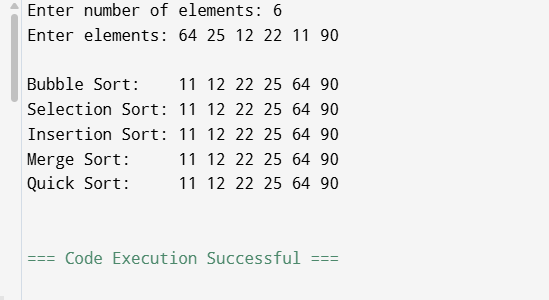 Enter number of elements: 6
Enter elements: 64 25 12 22 11 90
Bubble Sort:    11 12 22 25 64 90
Selection Sort: 11 12 22 25 64 90
Insertion Sort: 11 12 22 25 64 90
Merge Sort:     11 12 22 25 64 90
Quick Sort:     11 12 22 25 64 90
=== Code Execution Successful ===